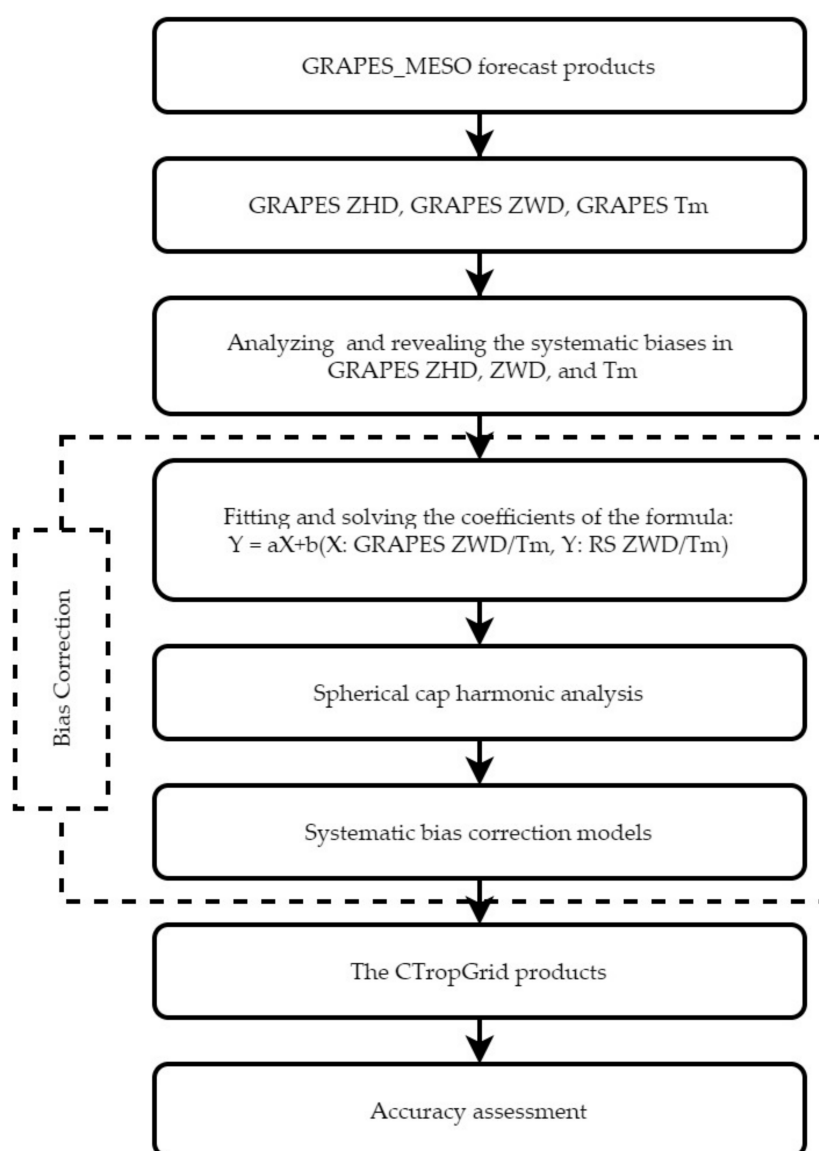 GRAPES_MESO forecast products
GRAPES ZHD, GRAPES ZWD, GRAPES Tm
Analyzing and revealing the systematic biases in
GRAPES ZHD, ZWD, and Tm
Fitting and solving the coefficients of the formula:
Y = aX+b(X: GRAPES ZWD/Tm, Y: RS ZWD/Tm)
Bias Correction
Spherical cap harmonic analysis
Systematic bias correction models
The CTropGrid products
Accuracy assessment